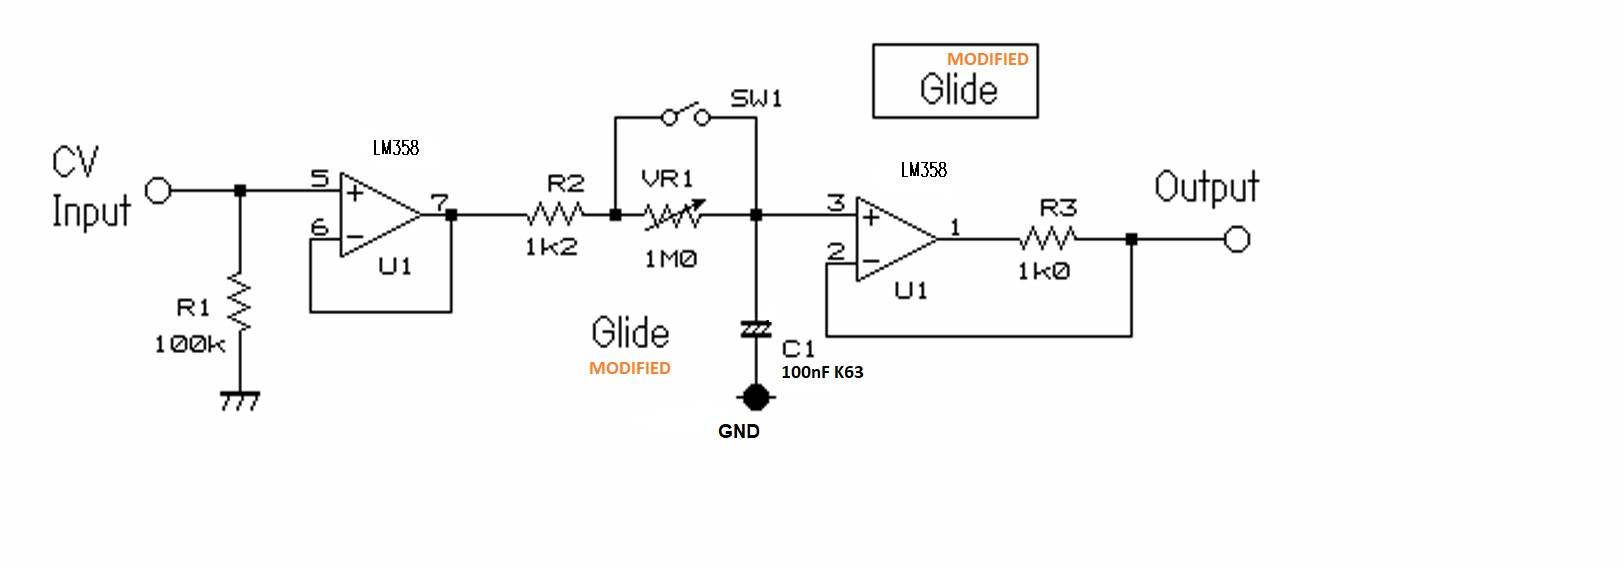 MODIFIED
Glide
SW1
LM358
CV
Input
5
+
6
-
7
U1
R1
100k
R2
1k2
VR1
1M0
Glide
MODIFIED
C1
100nF K63
GND
LM358
3
+
2
-
1
U1
R3
1k0
Output